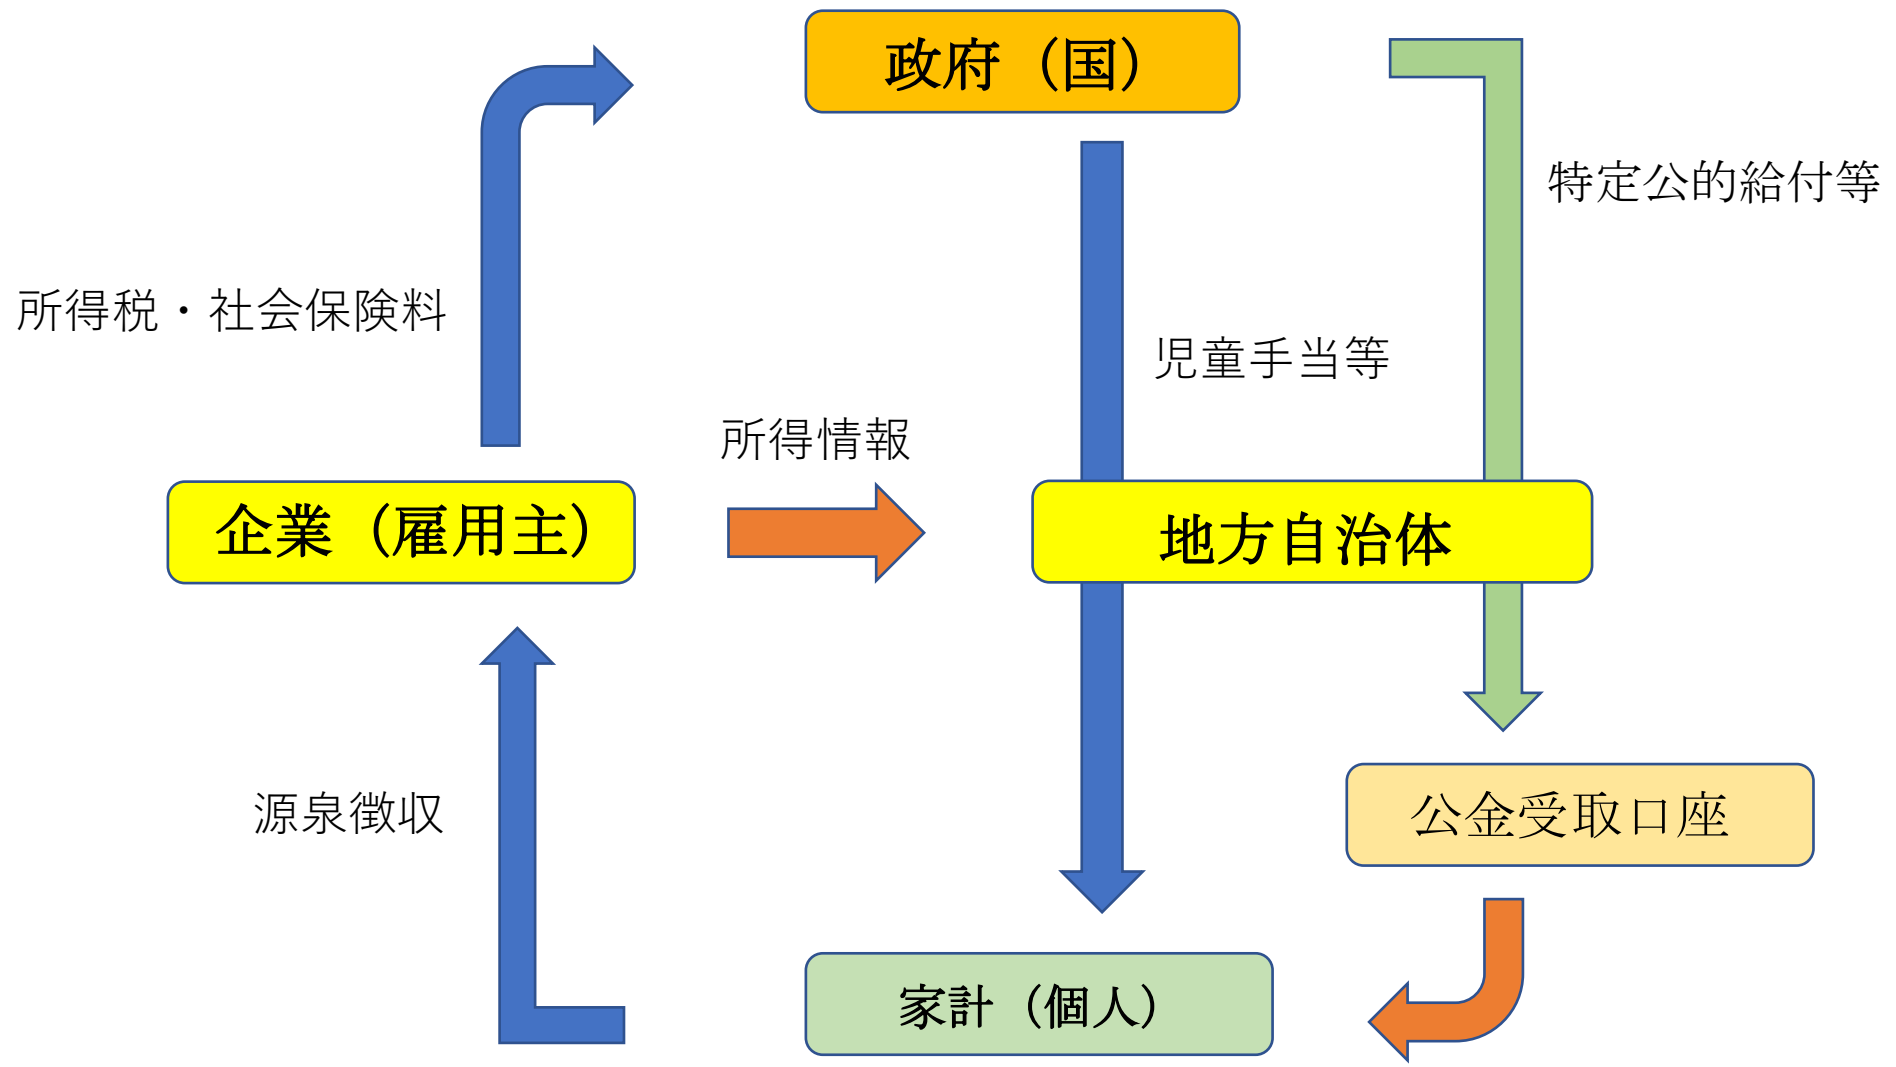 政府（国）
特定公的給付等
所得税・社会保険料
児童手当等
所得情報
企業（雇用主）
地方自治体
源泉徴収
公金受取口座
家計（個人）